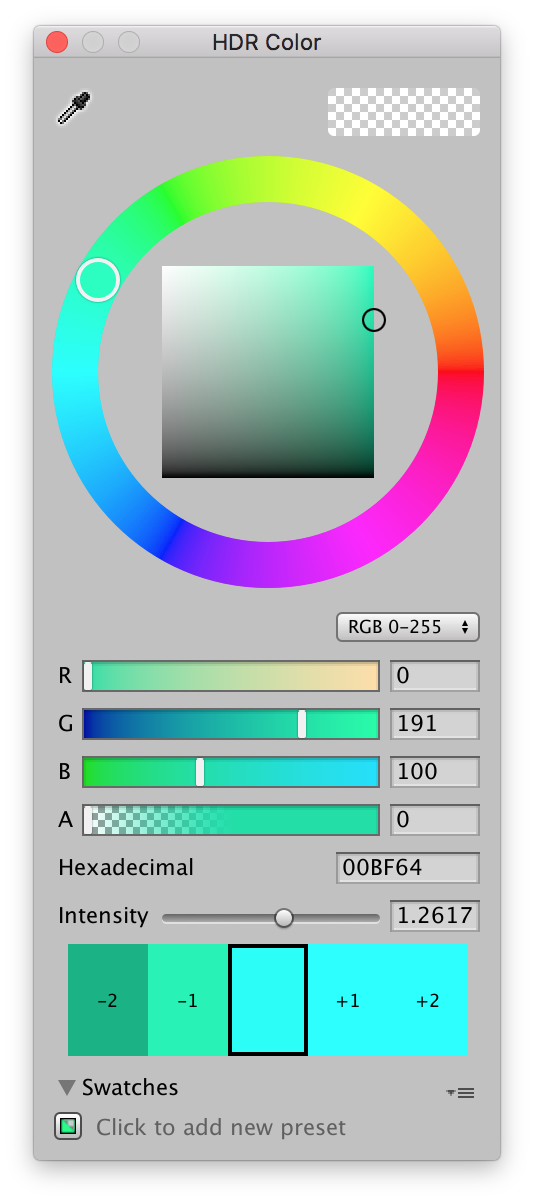 HDR Color
RGB 0-255
R 0
G 191
B 100
A 0
Hexadecimal 00BF64
Intensity 1.2617
-2 -1 +1 +2
Swatches
Click to add new preset